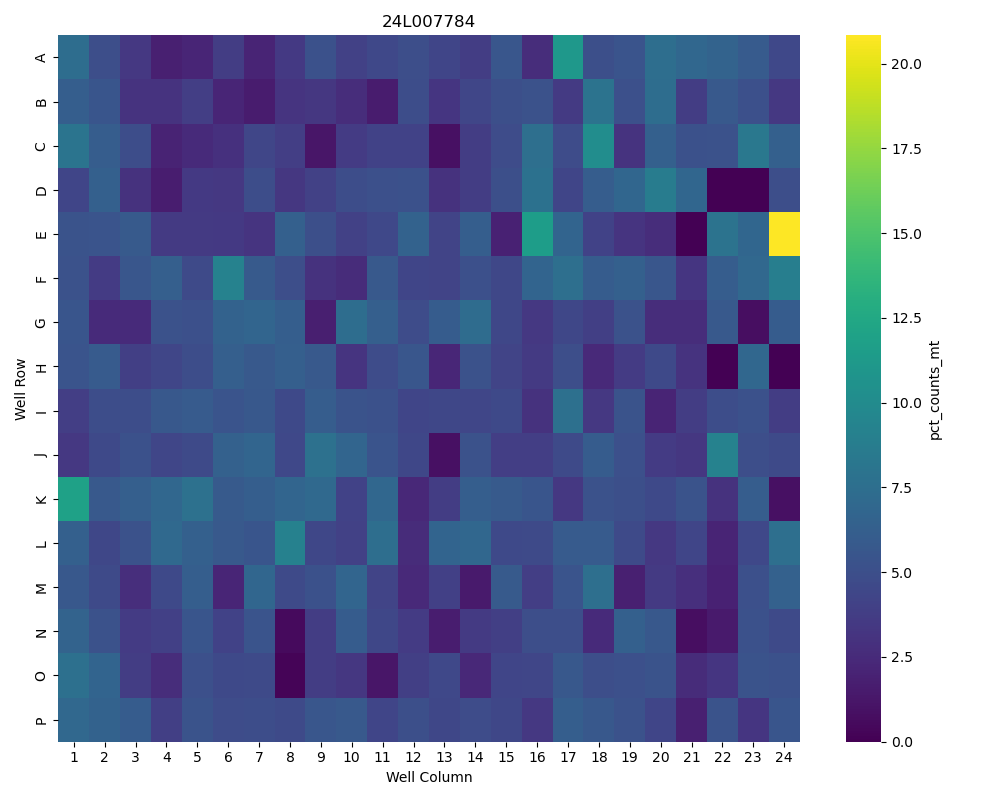 24L007784
A
B
C
D
E
F
G
H
I
J
K
L
M
N
O
P
Well Row
1 2 3 4 5 6 7 8 9 10 11 12 13 14 15 16 17 18 19 20 21 22 23 24
Well Column
20.0
17.5
15.0
12.5
10.0
7.5
5.0
2.5
0.0
pct_counts_mt